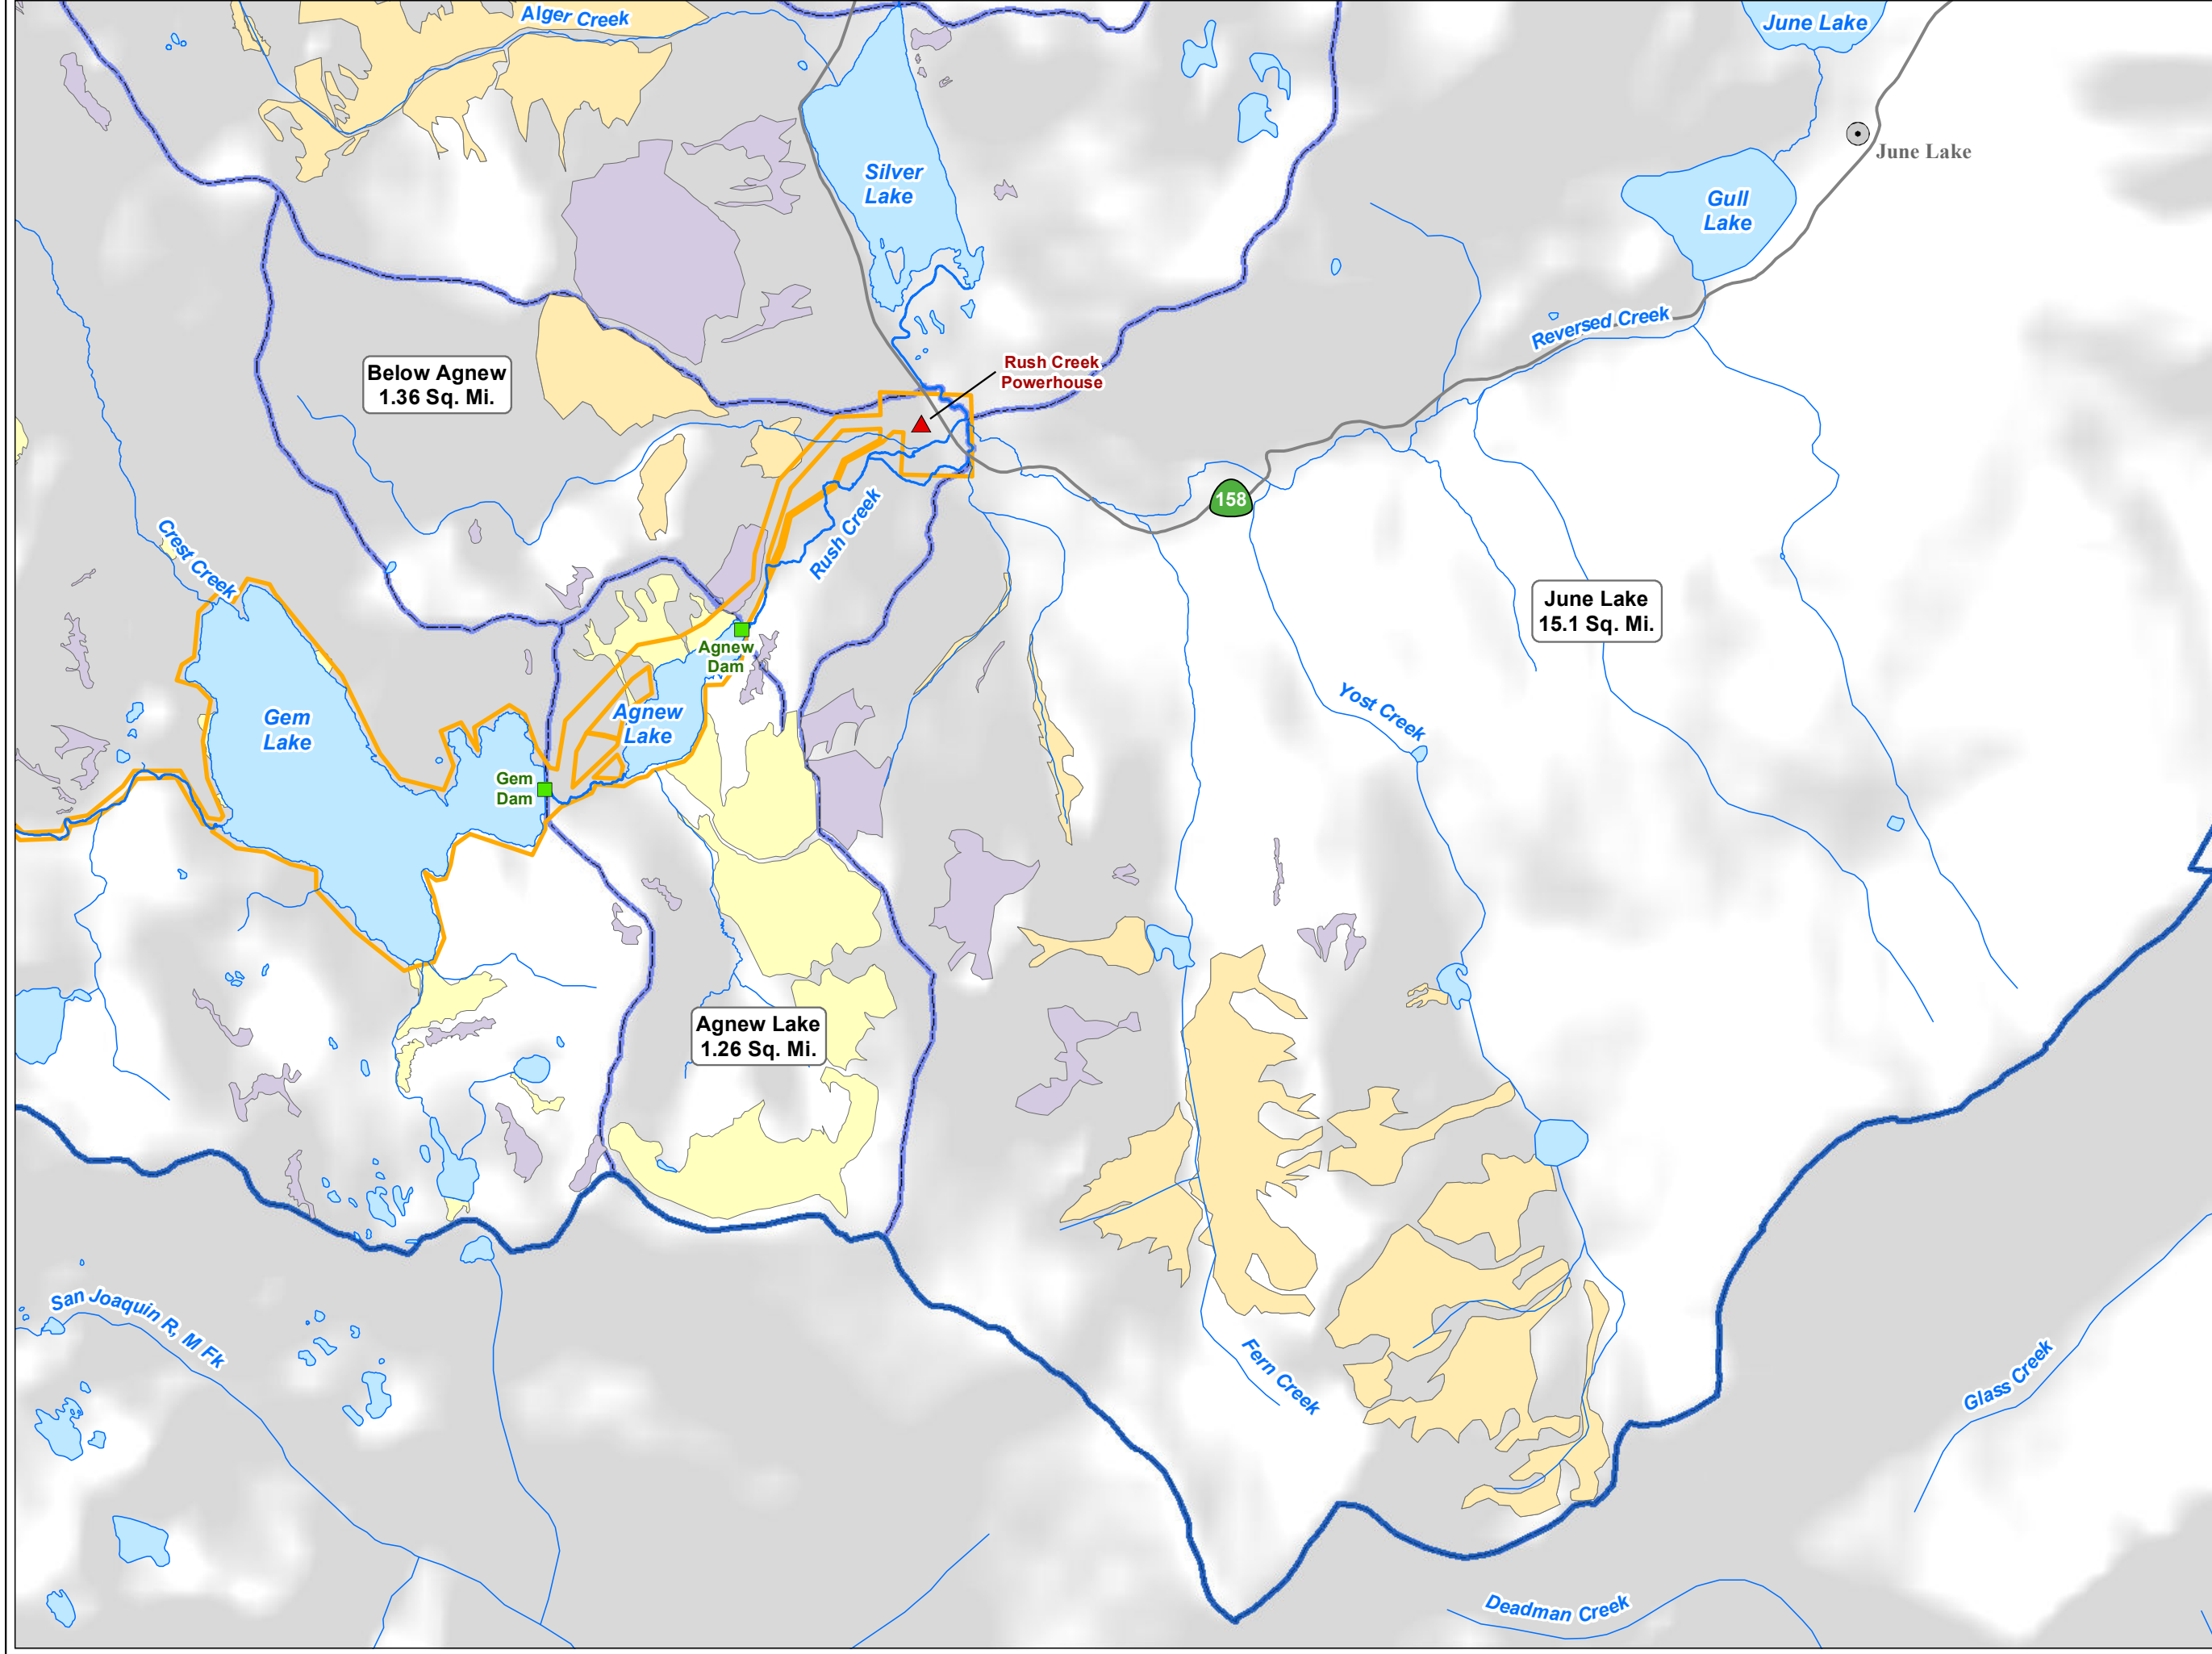 Alger Creek
June Lake
June Lake
Silver
Lake
Gull
Lake
Reversed Creek
Rush Creek
Powerhouse
Below Agnew
1.36 Sq. Mi.
158
Rush Creek
Crest Creek
June Lake
15.1 Sq. Mi.
Agnew
Dam
Gem
Lake
Agnew
Lake
Yost Creek
Gem
Dam
Agnew Lake
1.26 Sq. Mi.
San Joaquin R, M Fk
Fern Creek
Glass Creek
Deadman Creek